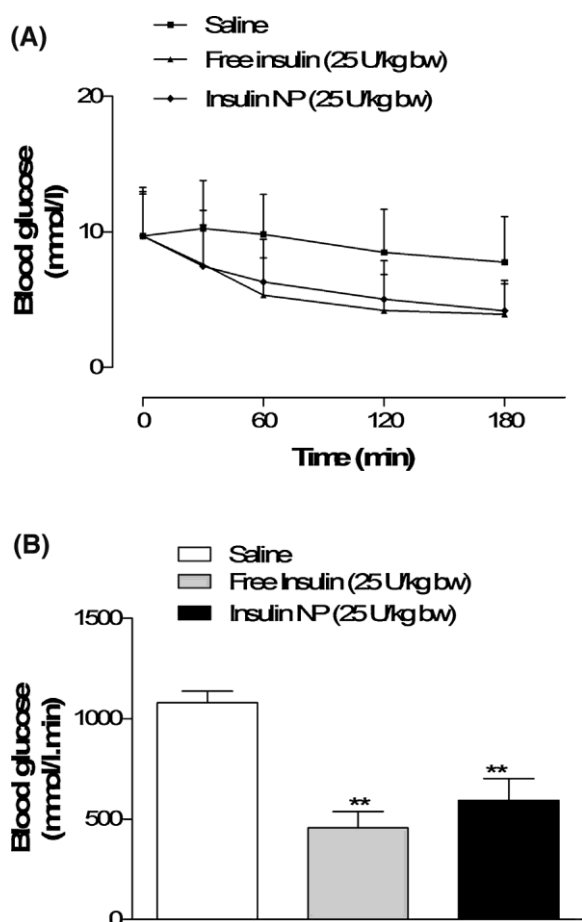 (A)
Saline
Free insulin (25 U/kg bw)
Insulin NP (25 U/kg bw)
20
10
0
Blood glucose
(mmol/l)
0 60 120 180
Time (min)
(B)
Saline
Free Insulin (25 U/kg bw)
Insulin NP (25 U/kg bw)
1500
1000
500
0
Blood glucose
(mmol/l.min)
**
**